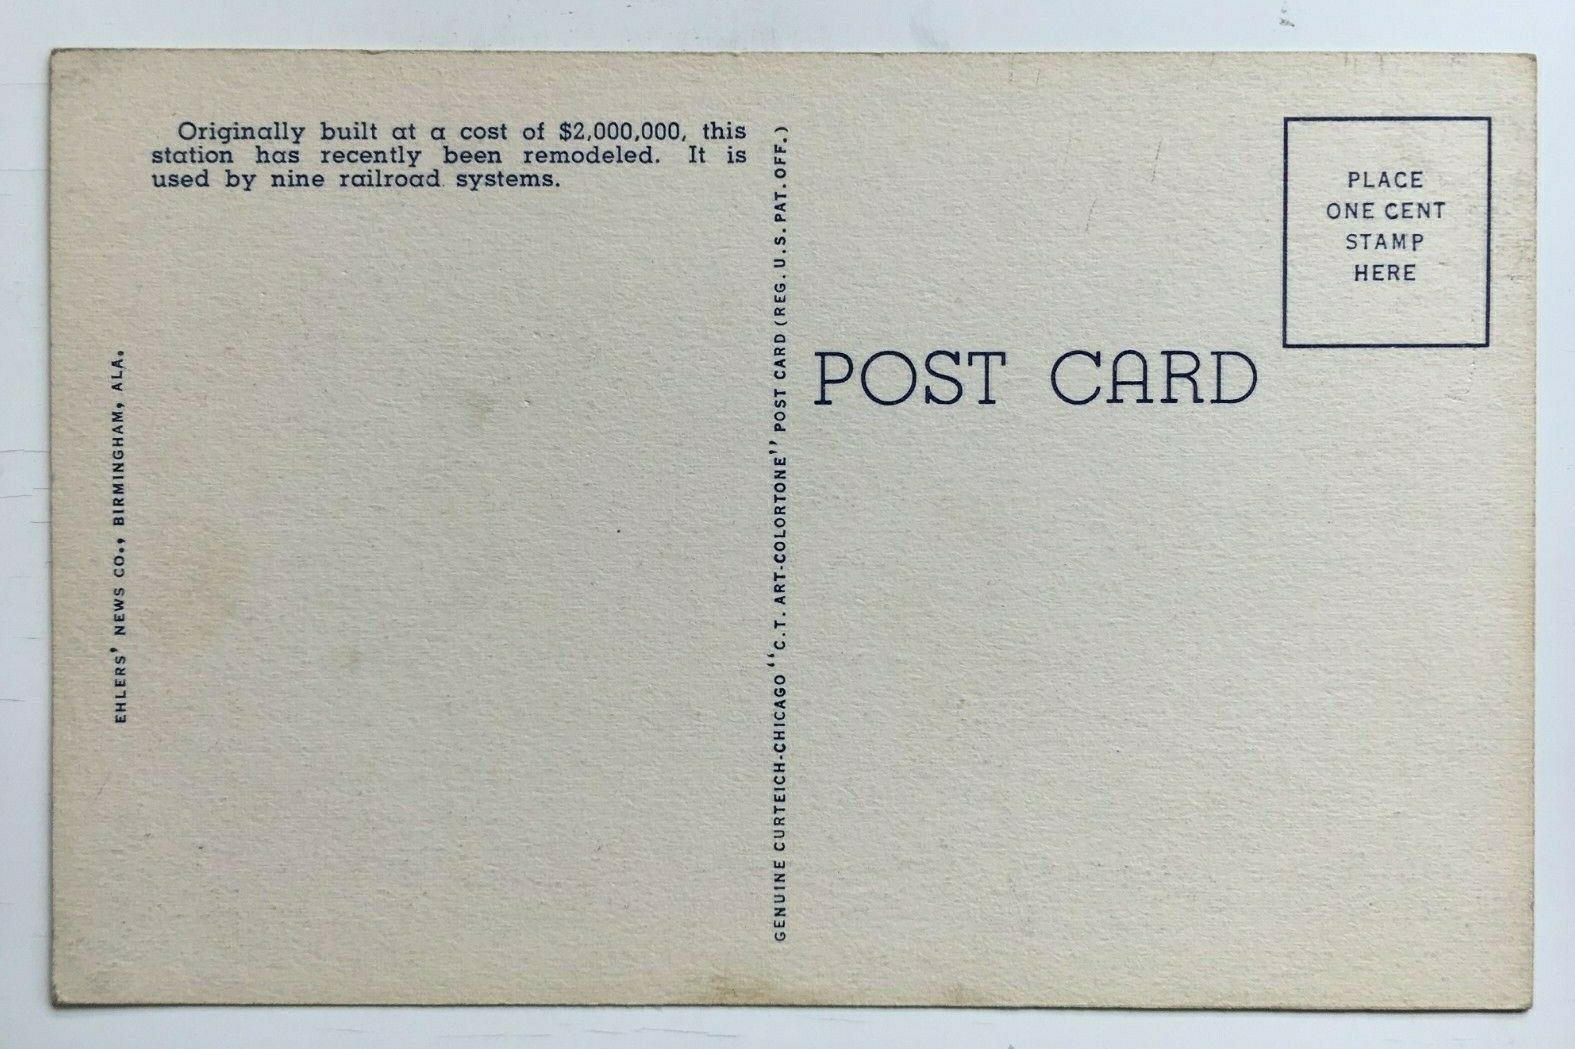 Originally built at a cost of $2,000,000, this
station has recently been remodeled. It is
used by nine railroad systems.
EHLERS' NEWS CO., BIRMINGHAM, ALA.
GENUINE CURTEICH-CHICAGO "C.T. ART-COLORTONE" POST CARD (REG. U.S. PAT. OFF.)
POST CARD
PLACE
ONE CENT
STAMP
HERE